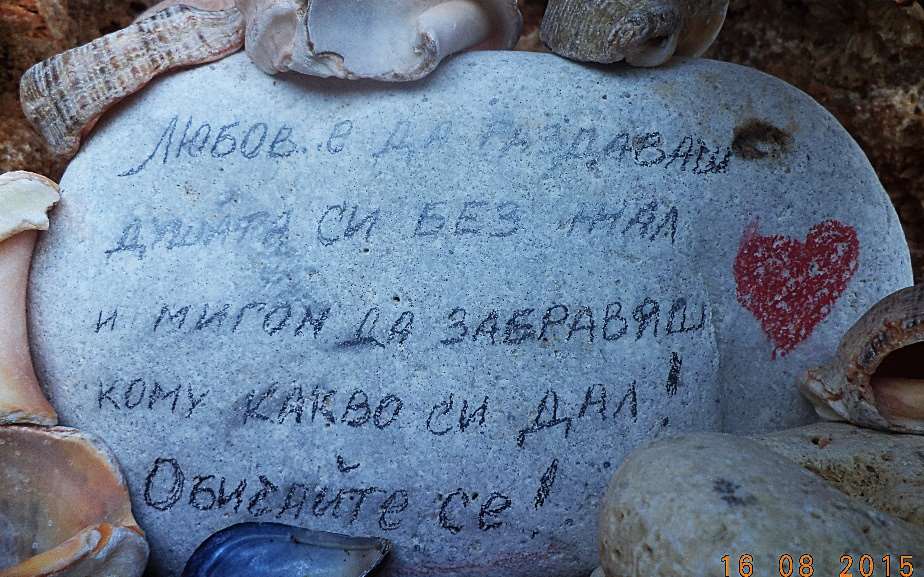 Любов е да раздаваш
душата си без жал
и мигом да забравяш
кому какво си дал!
Обичайте се!
16 08 2015